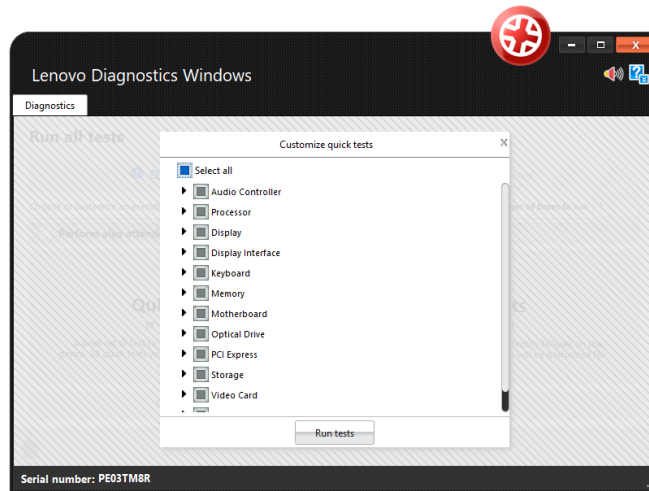 Lenovo Diagnostics Windows
Diagnostics
Run all tests
Customize quick tests
X
Select all
Audio Controller
Processor
Display
Display Interface
Keyboard
Memory
Motherboard
Optical Drive
PCI Express
Storage
Video Card
Run tests
Serial number: PE03TM8R